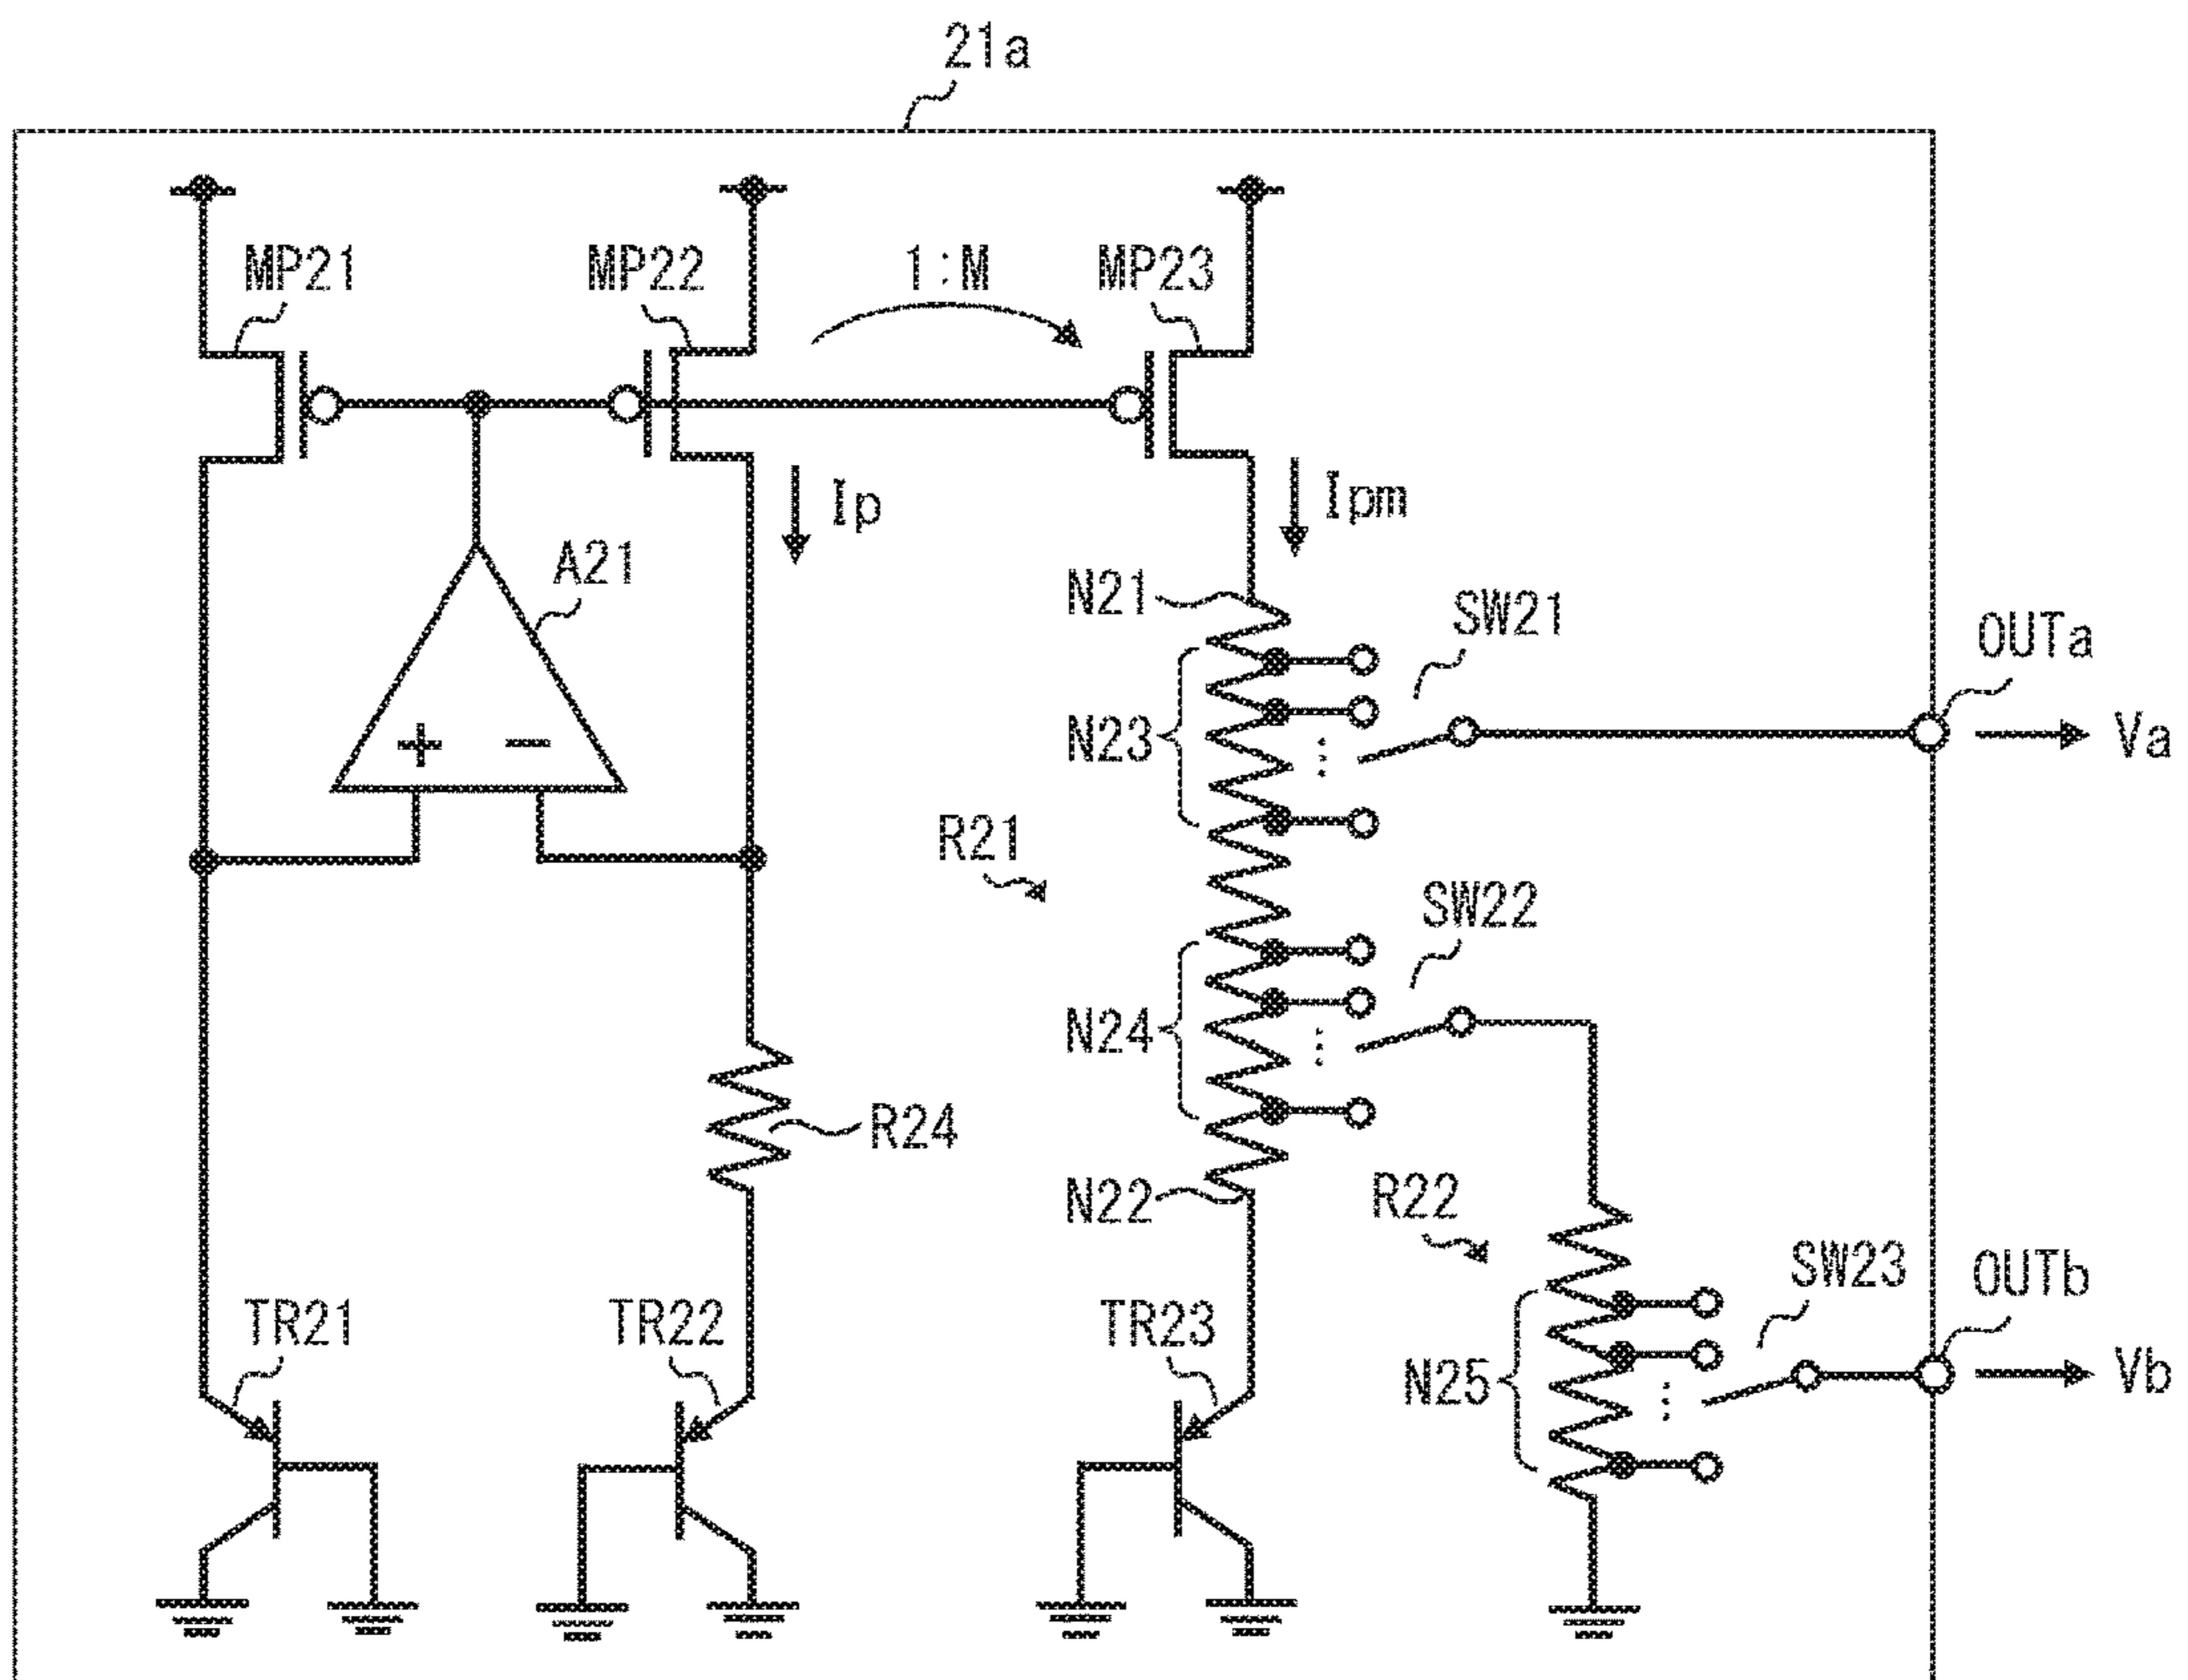 21a
MP21
MP22
1:M
MP23
Ip
Ipm
A21
N21
SW21
OUTa
N23
Va
+
−
R21
SW22
N24
R24
N22
R22
SW23
OUTb
TR21
TR22
TR23
N25
Vb